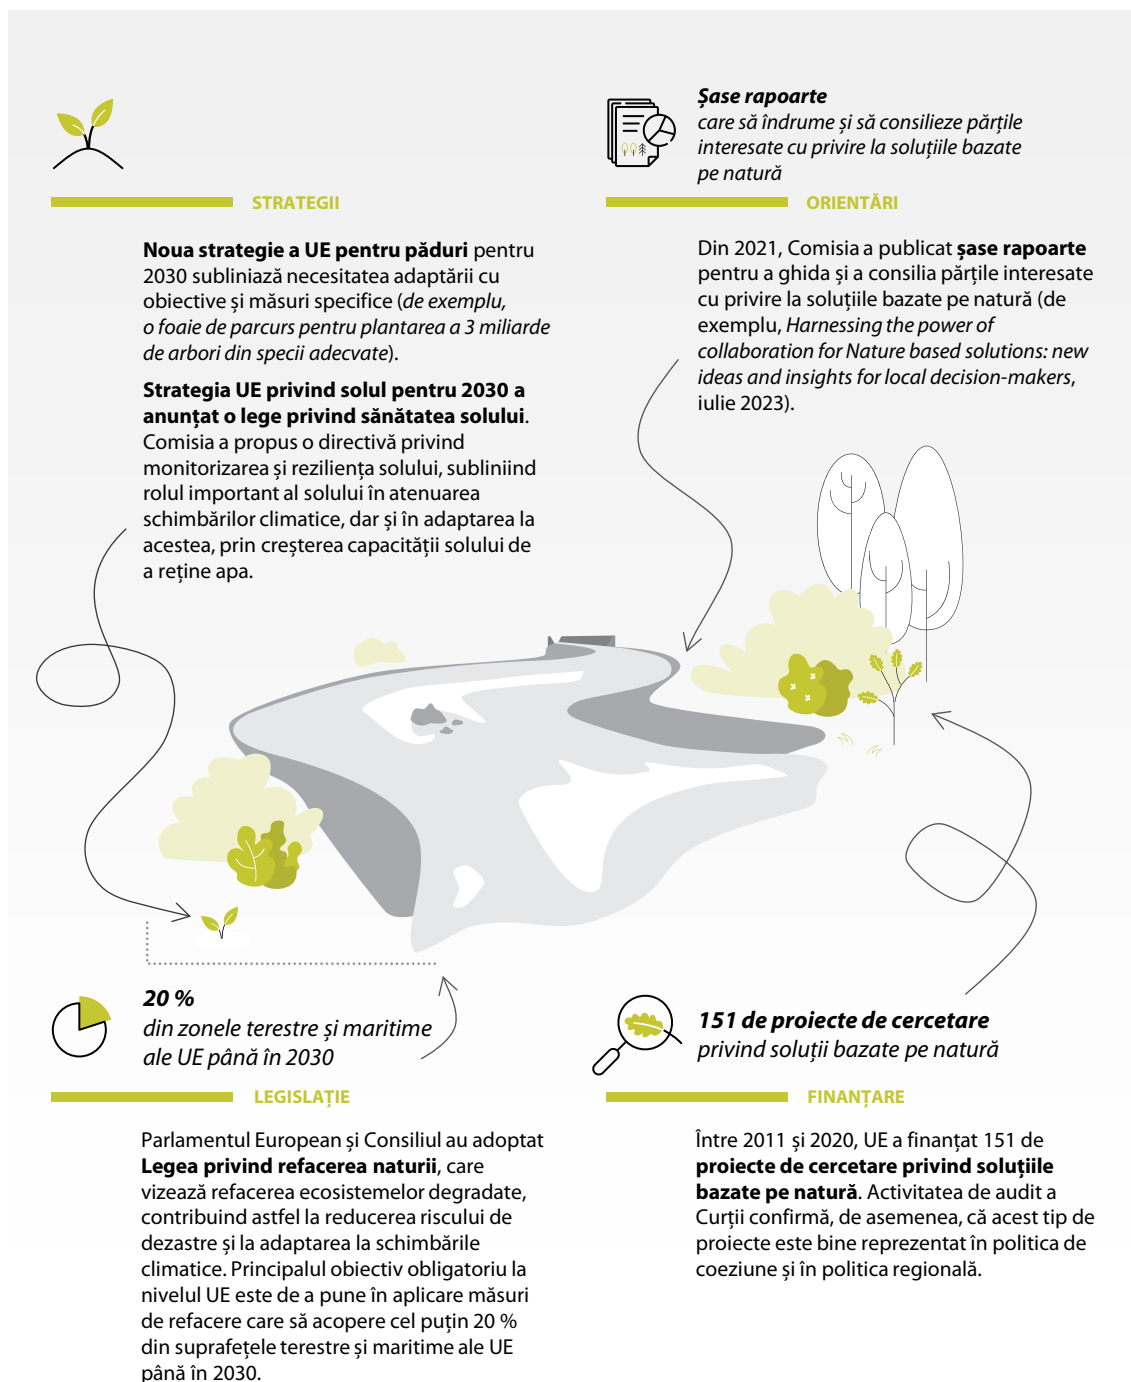 STRATEGII
Noua strategie a UE pentru păduri pentru
2030 subliniază necesitatea adaptării cu
obiective și măsuri specifice (de exemplu,
o foaie de parcurs pentru plantarea a 3 miliarde
de arbori din specii adecvate).
Strategia UE privind solul pentru 2030 a
anunțat o lege privind sănătatea solului.
Comisia a propus o directivă privind
monitorizarea și reziliența solului, subliniind
rolul important al solului în atenuarea
schimbărilor climatice, dar și în adaptarea la
acestea, prin creșterea capacității solului de
a reține apa.
Șase rapoarte
care să îndrume și să consilieze părțile
interesate cu privire la soluțiile bazate
pe natură
ORIENTĂRI
Din 2021, Comisia a publicat șase rapoarte
pentru a ghida și a consilia părțile interesate
cu privire la soluțiile bazate pe natură (de
exemplu, Harnessing the power of
collaboration for Nature based solutions: new
ideas and insights for local decision-makers,
iulie 2023).
20 %
din zonele terestre și maritime
ale UE până în 2030
LEGISLAȚIE
Parlamentul European și Consiliul au adoptat
Legea privind refacerea naturii, care
vizează refacerea ecosistemelor degradate,
contribuind astfel la reducerea riscului de
dezastre și la adaptarea la schimbările
climatice. Principalul obiectiv obligatoriu la
nivelul UE este de a pune în aplicare măsuri
de refacere care să acopere cel puțin 20 %
din suprafețele terestre și maritime ale UE
până în 2030.
151 de proiecte de cercetare
privind soluții bazate pe natură
FINANȚARE
Între 2011 și 2020, UE a finanțat 151 de
proiecte de cercetare privind soluțiile
bazate pe natură. Activitatea de audit a
Curții confirmă, de asemenea, că acest tip de
proiecte este bine reprezentat în politica de
coeziune și în politica regională.